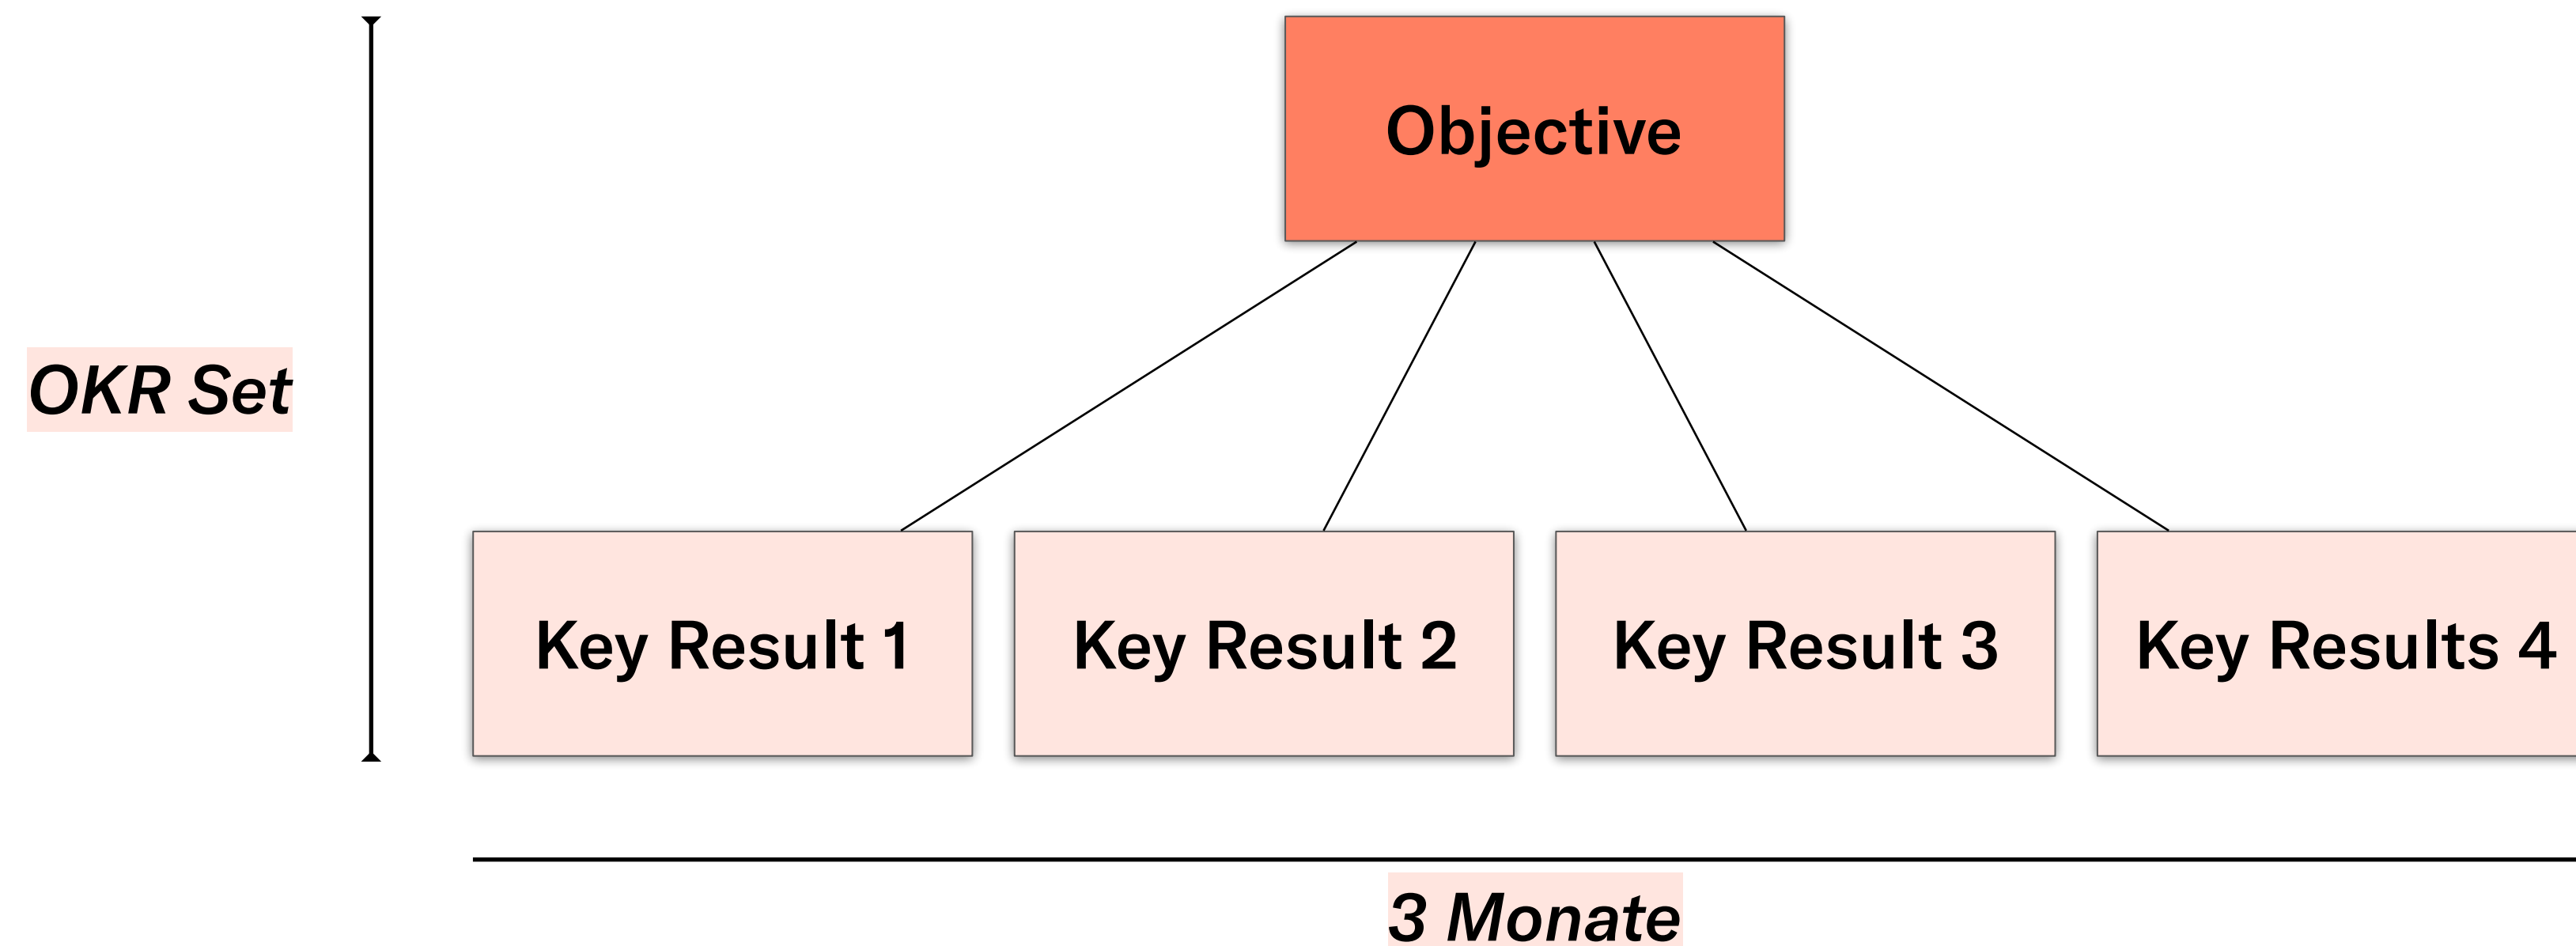 Objective
OKR Set
Key Result 1
Key Result 2
Key Result 3
Key Results 4
3 Monate